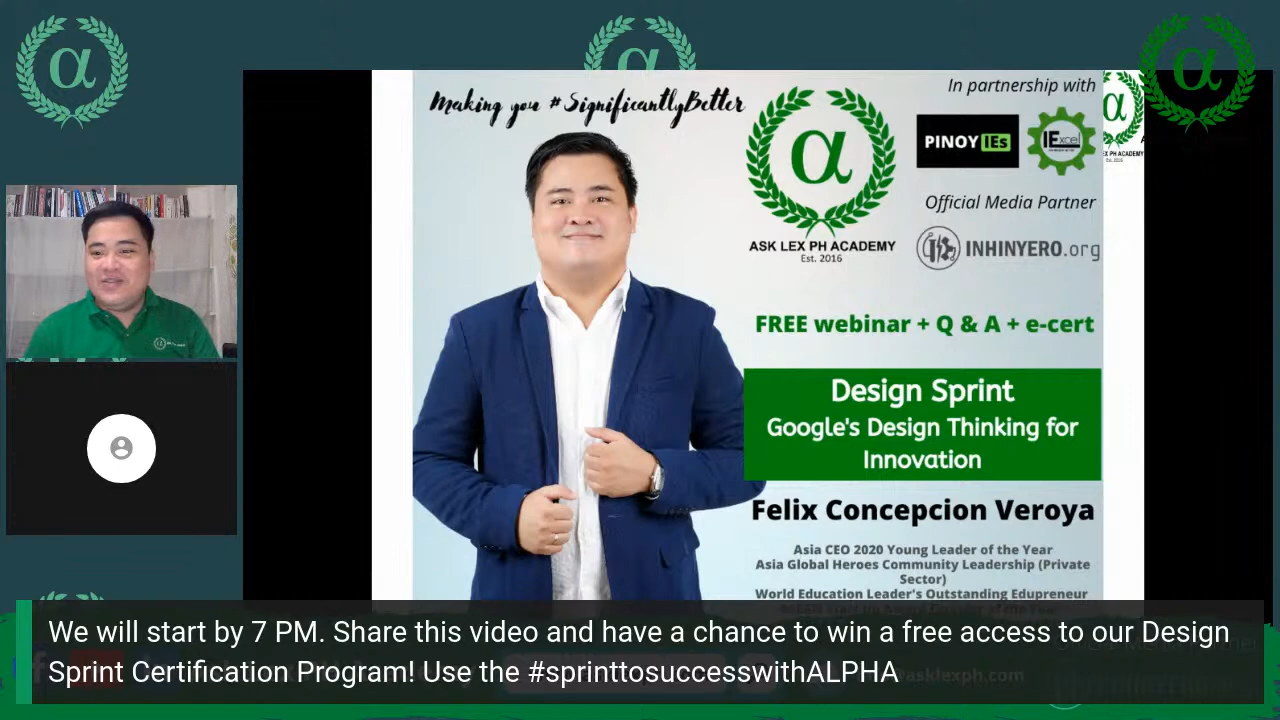 Making you #SignificantlyBetter
In partnership with
PINOY IEs
IExcel
α
ASK LEX PH ACADEMY
Est. 2016
Official Media Partner
INHINYERO.org
FREE webinar + Q & A + e-cert
Design Sprint
Google's Design Thinking for
Innovation
Felix Concepcion Veroya
Asia CEO 2020 Young Leader of the Year
Asia Global Heroes Community Leadership (Private
Sector)
World Education Leader's Outstanding Edupreneur
We will start by 7 PM. Share this video and have a chance to win a free access to our Design
Sprint Certification Program! Use the #sprinttosuccesswithALPHA